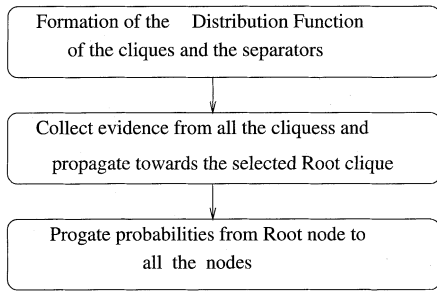 Formation of the Distribution Function
of the cliques and the separators
Collect evidence from all the cliquess and
propagate towards the selected Root clique
Progate probabilities from Root node to
all the nodes